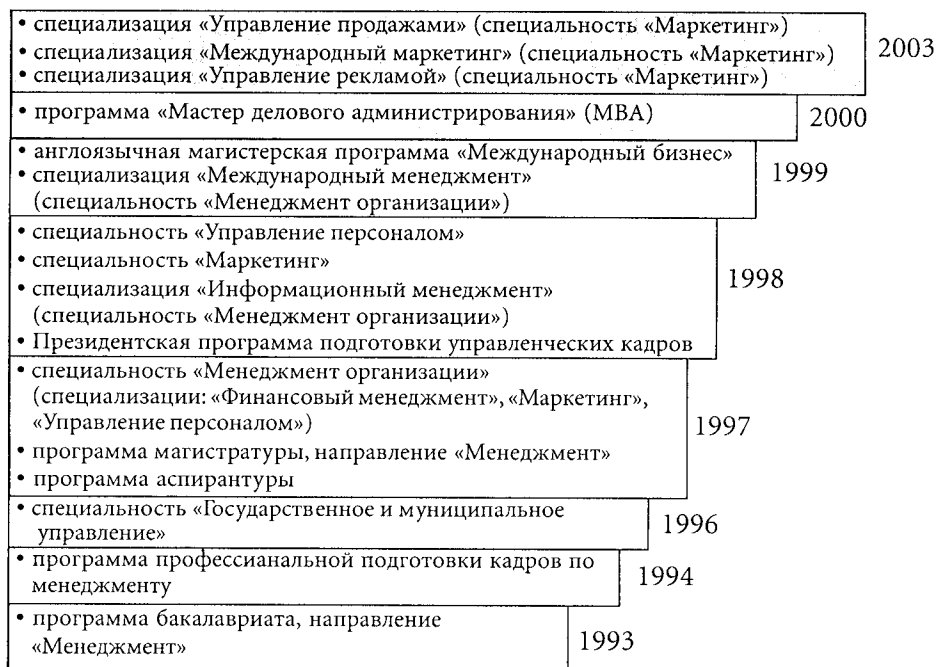 • специализация «Управление продажами» (специальность «Маркетинг»)
• специализация «Международный маркетинг» (специальность «Маркетинг»)
• специализация «Управление рекламой» (специальность «Маркетинг»)
2003
• программа «Мастер делового администрирования» (МВА)
2000
• англоязычная магистерская программа «Международный бизнес»
• специализация «Международный менеджмент»
(специальность «Менеджмент организации»)
1999
• специальность «Управление персоналом»
• специальность «Маркетинг»
• специализация «Информационный менеджмент»
(специальность «Менеджмент организации»)
• Президентская программа подготовки управленческих кадров
1998
• специальность «Менеджмент организации»
(специализации: «Финансовый менеджмент», «Маркетинг»,
«Управление персоналом»)
• программа магистратуры, направление «Менеджмент»
• программа аспирантуры
1997
• специальность «Государственное и муниципальное
управление»
1996
• программа профессианальной подготовки кадров по
менеджменту
1994
• программа бакалавриата, направление
«Менеджмент»
1993